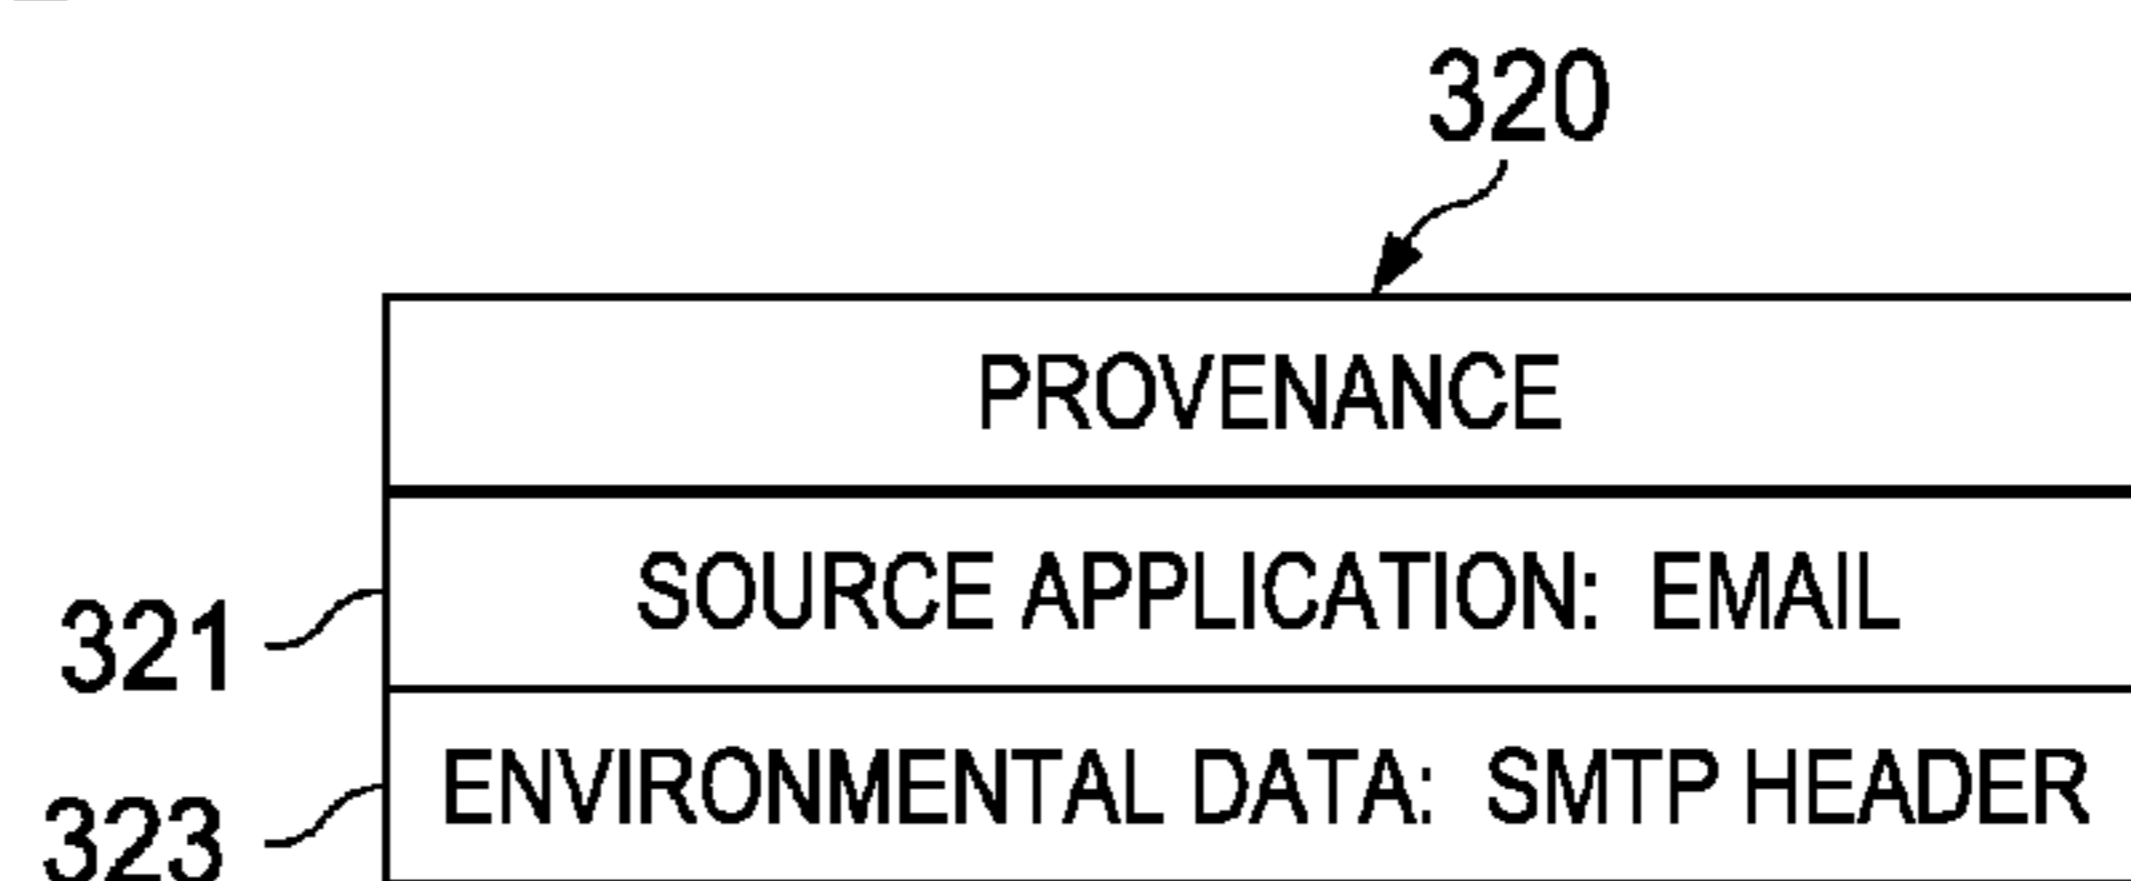 320
PROVENANCE
321
SOURCE APPLICATION: EMAIL
323
ENVIRONMENTAL DATA: SMTP HEADER